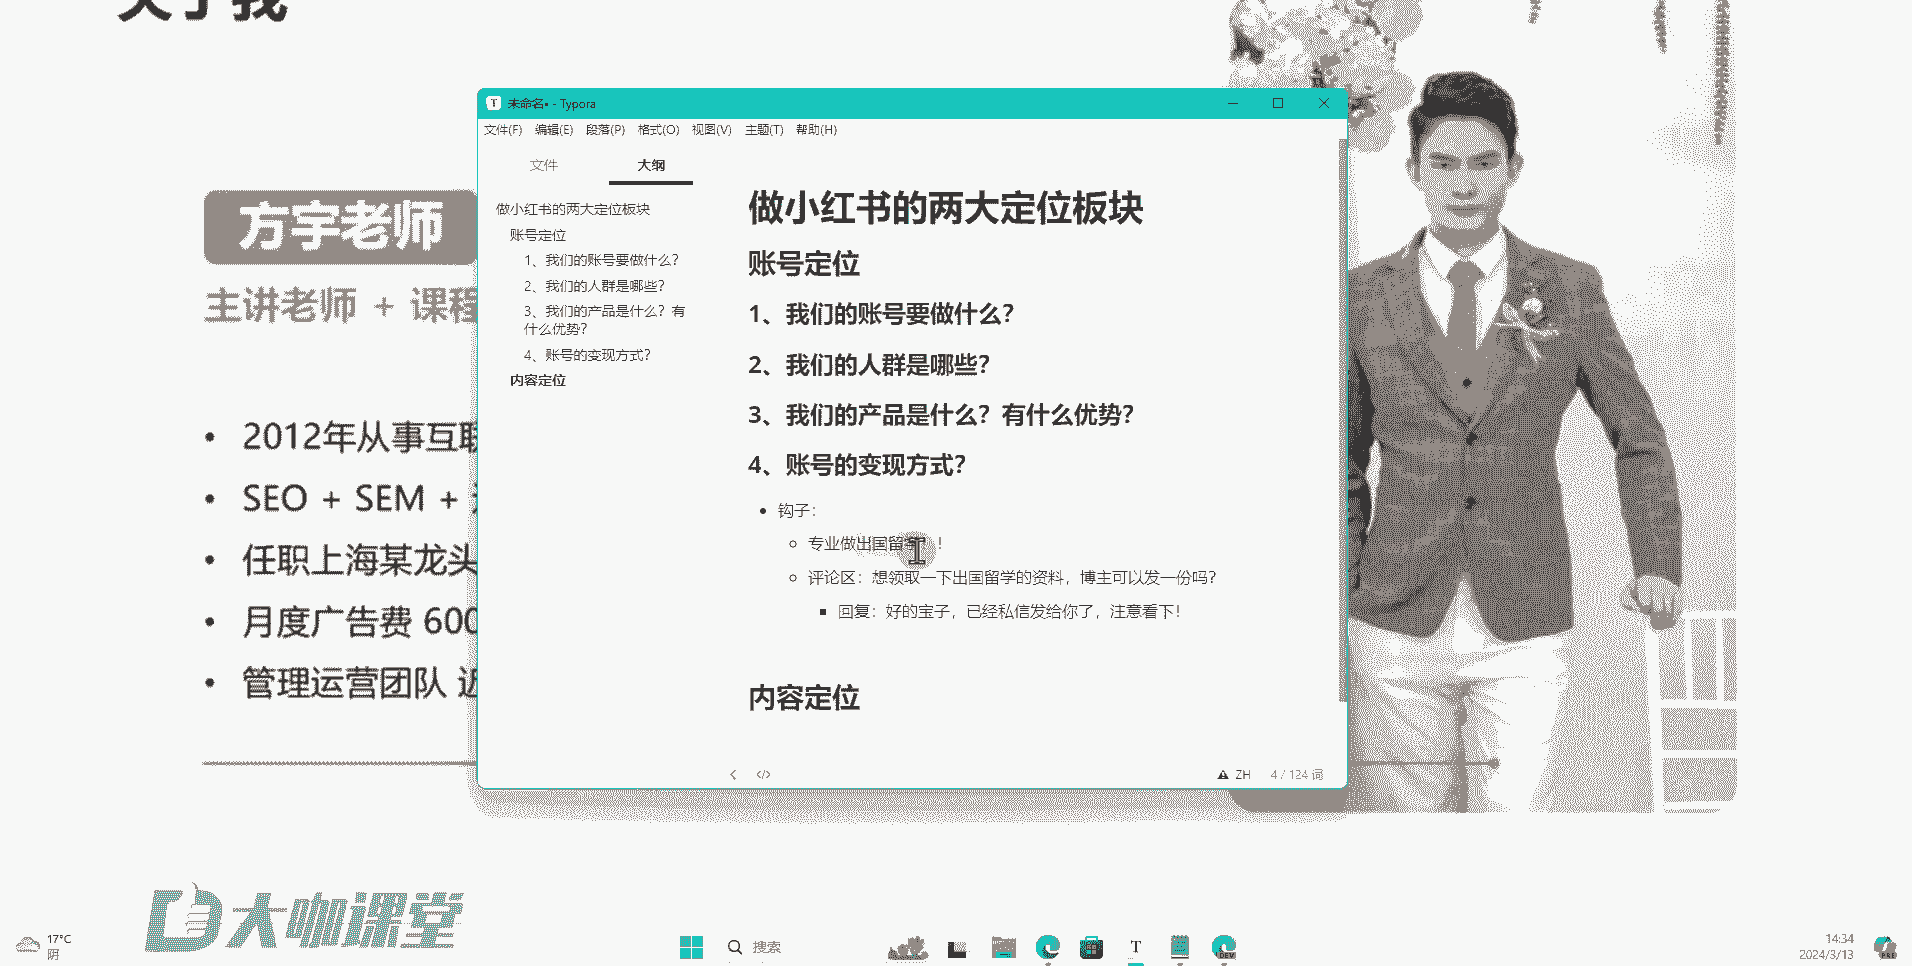 关于我
未命名• - Typora
文件(F) 编辑(E) 段落(P) 格式(O) 视图(V) 主题(T) 帮助(H)
文件 大纲
做小红书的两大定位板块
账号定位
1、我们的账号要做什么？
2、我们的人群是哪些？
3、我们的产品是什么？有
什么优势？
4、账号的变现方式？
内容定位
做小红书的两大定位板块
账号定位
1、我们的账号要做什么？
2、我们的人群是哪些？
3、我们的产品是什么？有什么优势？
4、账号的变现方式？
钩子：
专业做出国留学！
评论区：想领取一下出国留学的资料，博主可以发一份吗？
回复：好的宝子，已经私信发给你了，注意看下！
内容定位
ZH 4 / 124 词
方宇老师
主讲老师 + 课程
• 2012年从事互联
• SEO + SEM +
• 任职上海某龙头
• 月度广告费 600
• 管理运营团队 近
大咖课堂
17°C
阴
搜索
T
DEV
14:34
2024/3/13
PRE